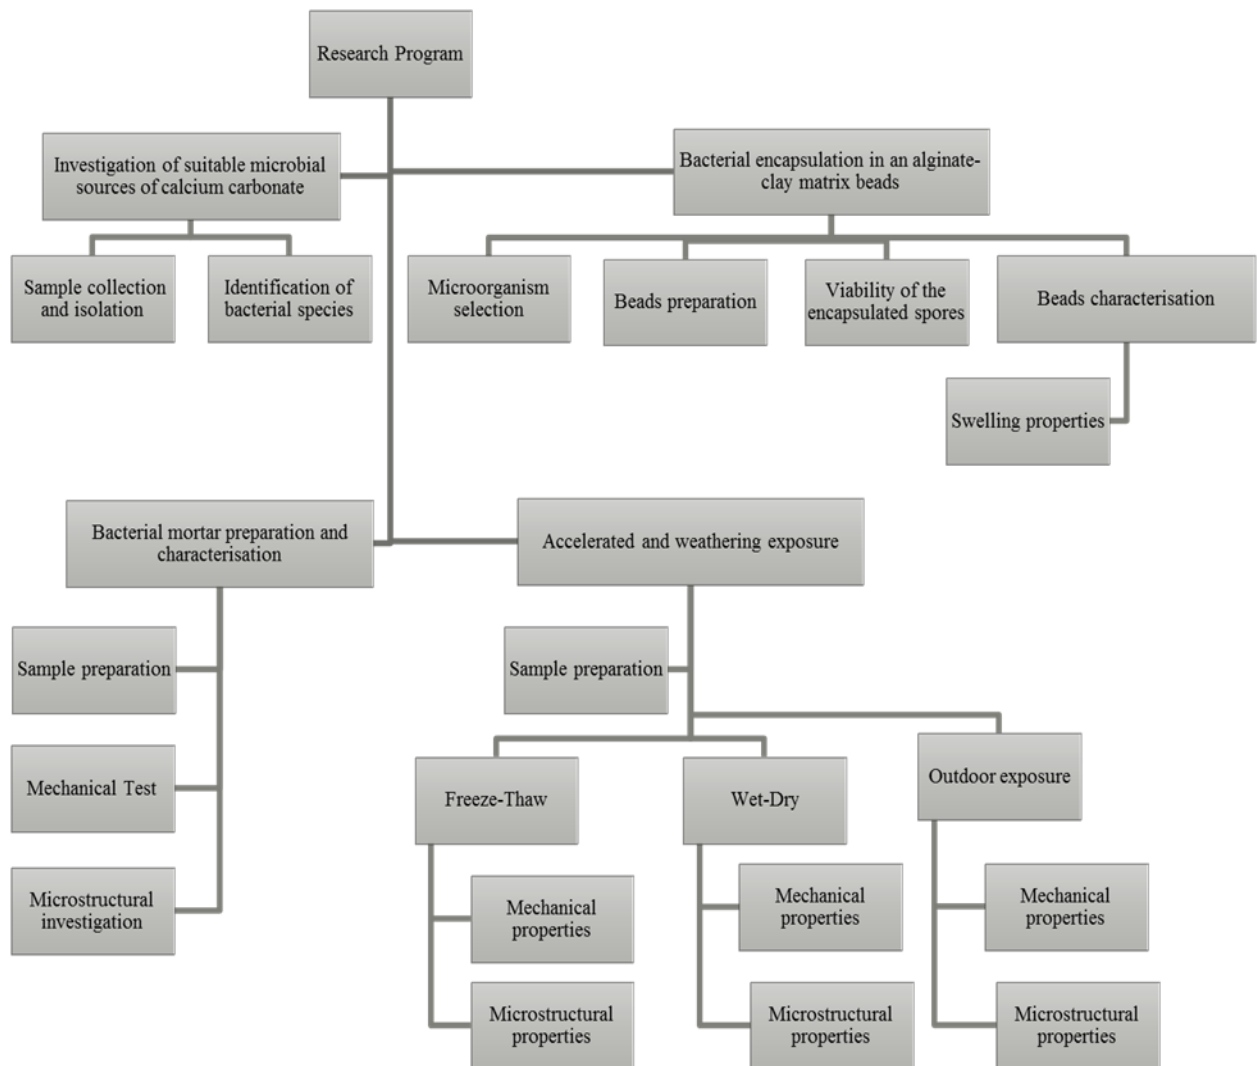 Research Program
Investigation of suitable microbial
sources of calcium carbonate
Bacterial encapsulation in an alginate-
clay matrix beads
Sample collection
and isolation
Identification of
bacterial species
Microorganism
selection
Beads preparation
Viability of the
encapsulated spores
Beads characterisation
Swelling properties
Bacterial mortar preparation and
characterisation
Accelerated and weathering exposure
Sample preparation
Mechanical Test
Microstructural
investigation
Sample preparation
Freeze-Thaw
Wet-Dry
Outdoor exposure
Mechanical
properties
Microstructural
properties
Mechanical
properties
Microstructural
properties
Mechanical
properties
Microstructural
properties